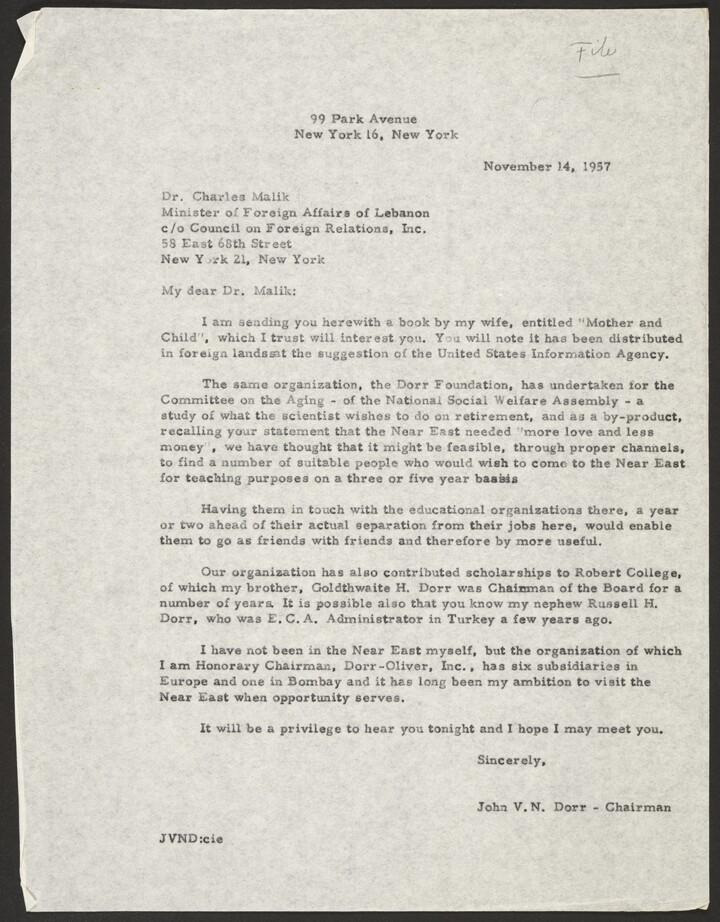 File
99 Park Avenue
New York 16, New York
November 14, 1957
Dr. Charles Malik
Minister of Foreign Affairs of Lebanon
c/o Council on Foreign Relations, Inc.
58 East 68th Street
New York 21, New York
My dear Dr. Malik:
I am sending you herewith a book by my wife, entitled "Mother and
Child", which I trust will interest you. You will note it has been distributed
in foreign landssat the suggestion of the United States Information Agency.
The same organization, the Dorr Foundation, has undertaken for the
Committee on the Aging - of the National Social Welfare Assembly - a
study of what the scientist wishes to do on retirement, and as a by-product,
recalling your statement that the Near East needed "more love and less
money", we have thought that it might be feasible, through proper channels,
to find a number of suitable people who would wish to come to the Near East
for teaching purposes on a three or five year basis
Having them in touch with the educational organizations there, a year
or two ahead of their actual separation from their jobs here, would enable
them to go as friends with friends and therefore by more useful.
Our organization has also contributed scholarships to Robert College,
of which my brother, Goldthwaite H. Dorr was Chairman of the Board for a
number of years. It is possible also that you know my nephew Russell H.
Dorr, who was E.C.A. Administrator in Turkey a few years ago.
I have not been in the Near East myself, but the organization of which
I am Honorary Chairman, Dorr-Oliver, Inc., has six subsidiaries in
Europe and one in Bombay and it has long been my ambition to visit the
Near East when opportunity serves.
It will be a privilege to hear you tonight and I hope I may meet you.
Sincerely,
John V.N. Dorr - Chairman
JVND:cie